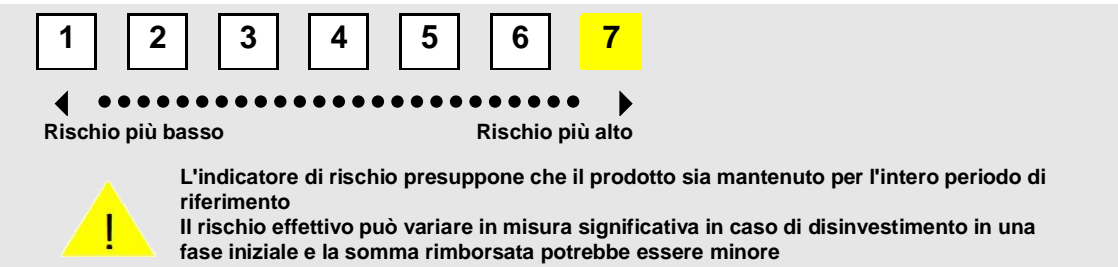 1 2 3 4 5 6 7
Rischio più basso Rischio più alto
L'indicatore di rischio presuppone che il prodotto sia mantenuto per l'intero periodo di
riferimento
Il rischio effettivo può variare in misura significativa in caso di disinvestimento in una
! fase iniziale e la somma rimborsata potrebbe essere minore